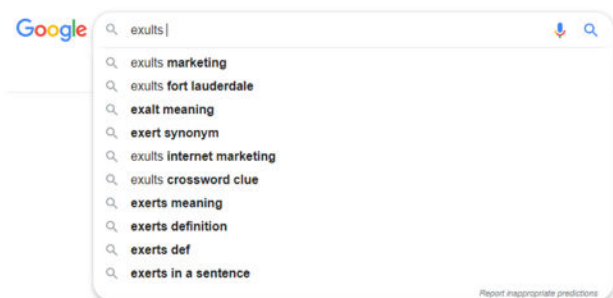 Google exults
exults marketing
exults fort lauderdale
exalt meaning
exert synonym
exults internet marketing
exults crossword clue
exerts meaning
exerts definition
exerts def
exerts in a sentence
Report inappropriate predictions